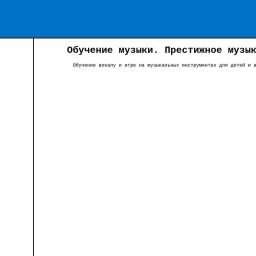 Обучение музыки. Престижное музык
Обучение вокалу и игре на музыкальных инструментах для детей и в